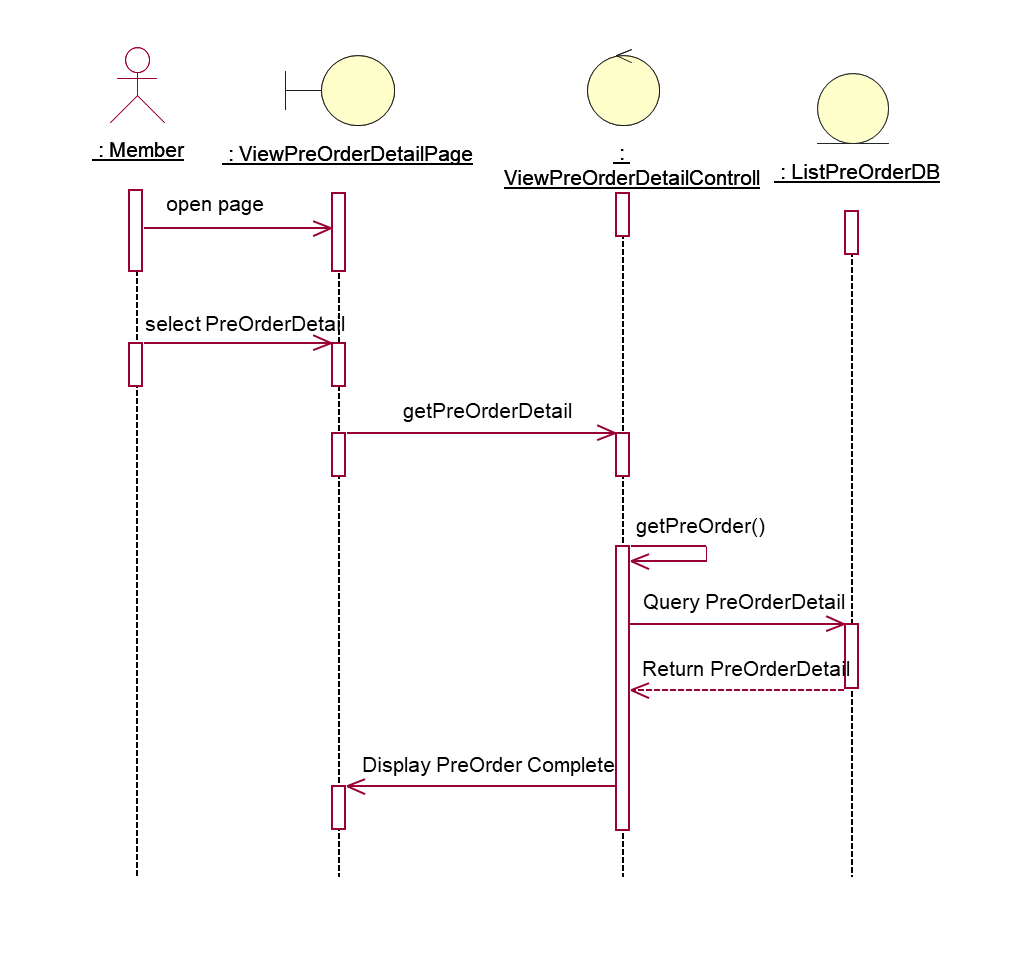 : Member
: ViewPreOrderDetailPage
:
ViewPreOrderDetailControll
: ListPreOrderDB
open page
select PreOrderDetail
getPreOrderDetail
getPreOrder()
Query PreOrderDetail
Return PreOrderDetail
Display PreOrder Complete